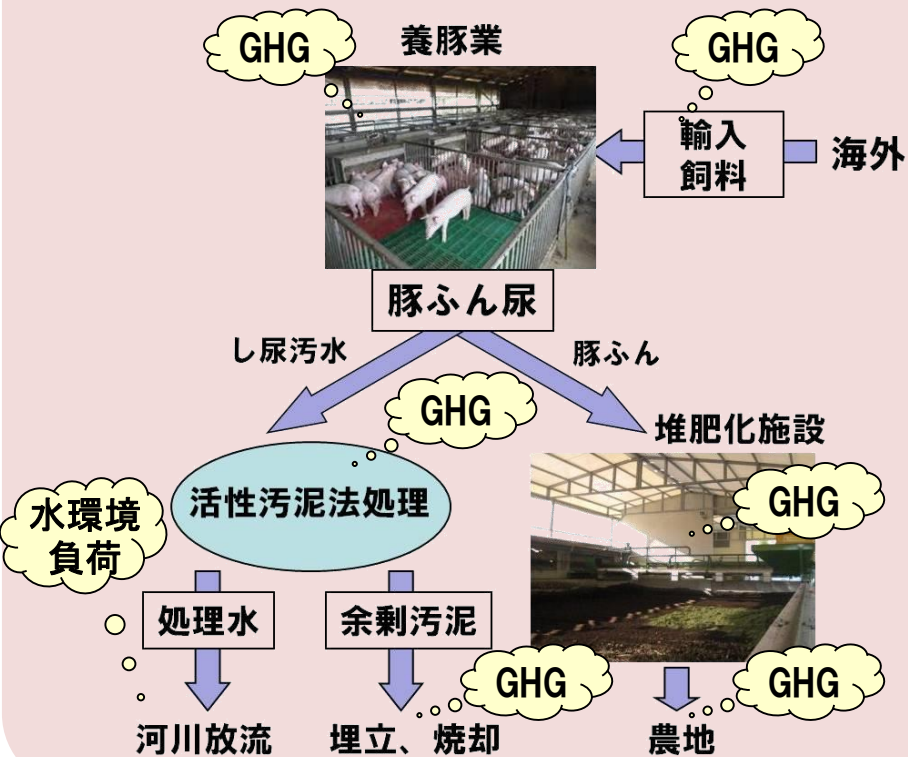 GHG
養豚業
GHG
輸入
飼料
海外
豚ふん尿
し尿汚水
豚ふん
GHG
堆肥化施設
活性汚泥法処理
GHG
水環境
負荷
処理水
余剰汚泥
GHG
GHG
河川放流
埋立、焼却
農地